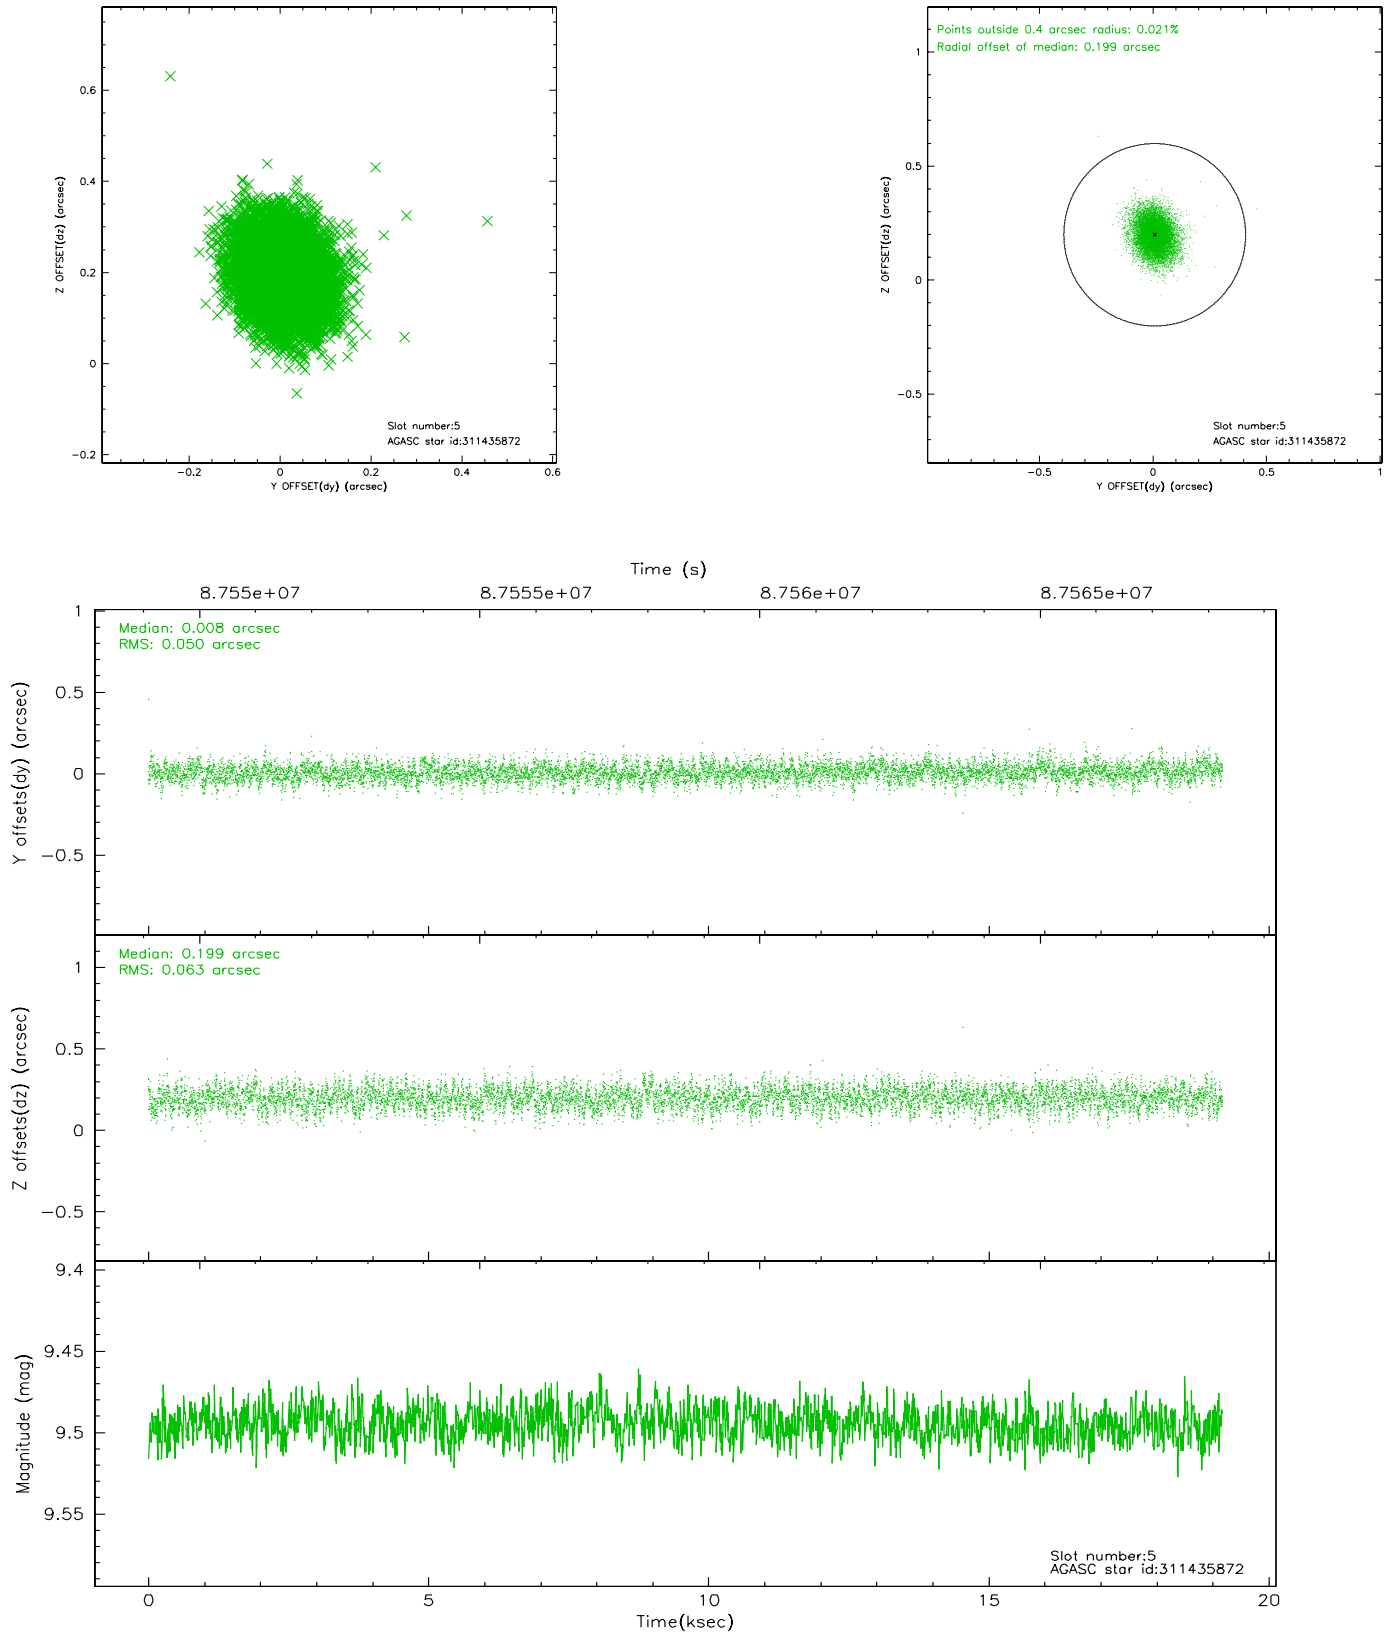 0.6
0.4
0.2
0
−0.2
−0.2
0
0.2
0.4
0.6
Z OFFSET(dz) (arcsec)
Y OFFSET(dy) (arcsec)
Slot number:5
AGASC star id:311435872
Points outside 0.4 arcsec radius: 0.021%
Radial offset of median: 0.199 arcsec
1
0.5
0
−0.5
−0.5
0
0.5
1
Z OFFSET(dz) (arcsec)
Y OFFSET(dy) (arcsec)
Slot number:5
AGASC star id:311435872
Time (s)
8.755e+07
8.7555e+07
8.756e+07
8.7565e+07
Median: 0.008 arcsec
RMS: 0.050 arcsec
1
0.5
0
−0.5
Y offsets(dy) (arcsec)
Median: 0.199 arcsec
RMS: 0.063 arcsec
1
0.5
0
−0.5
Z offsets(dz) (arcsec)
9.4
9.45
9.5
9.55
Magnitude (mag)
Slot number:5
AGASC star id:311435872
0
5
10
15
20
Time(ksec)